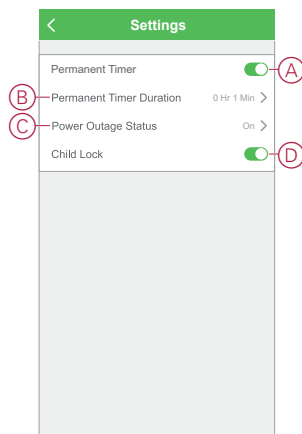 Settings
Permanent Timer A
B Permanent Timer Duration 0 Hr 1 Min
C Power Outage Status On
Child Lock D